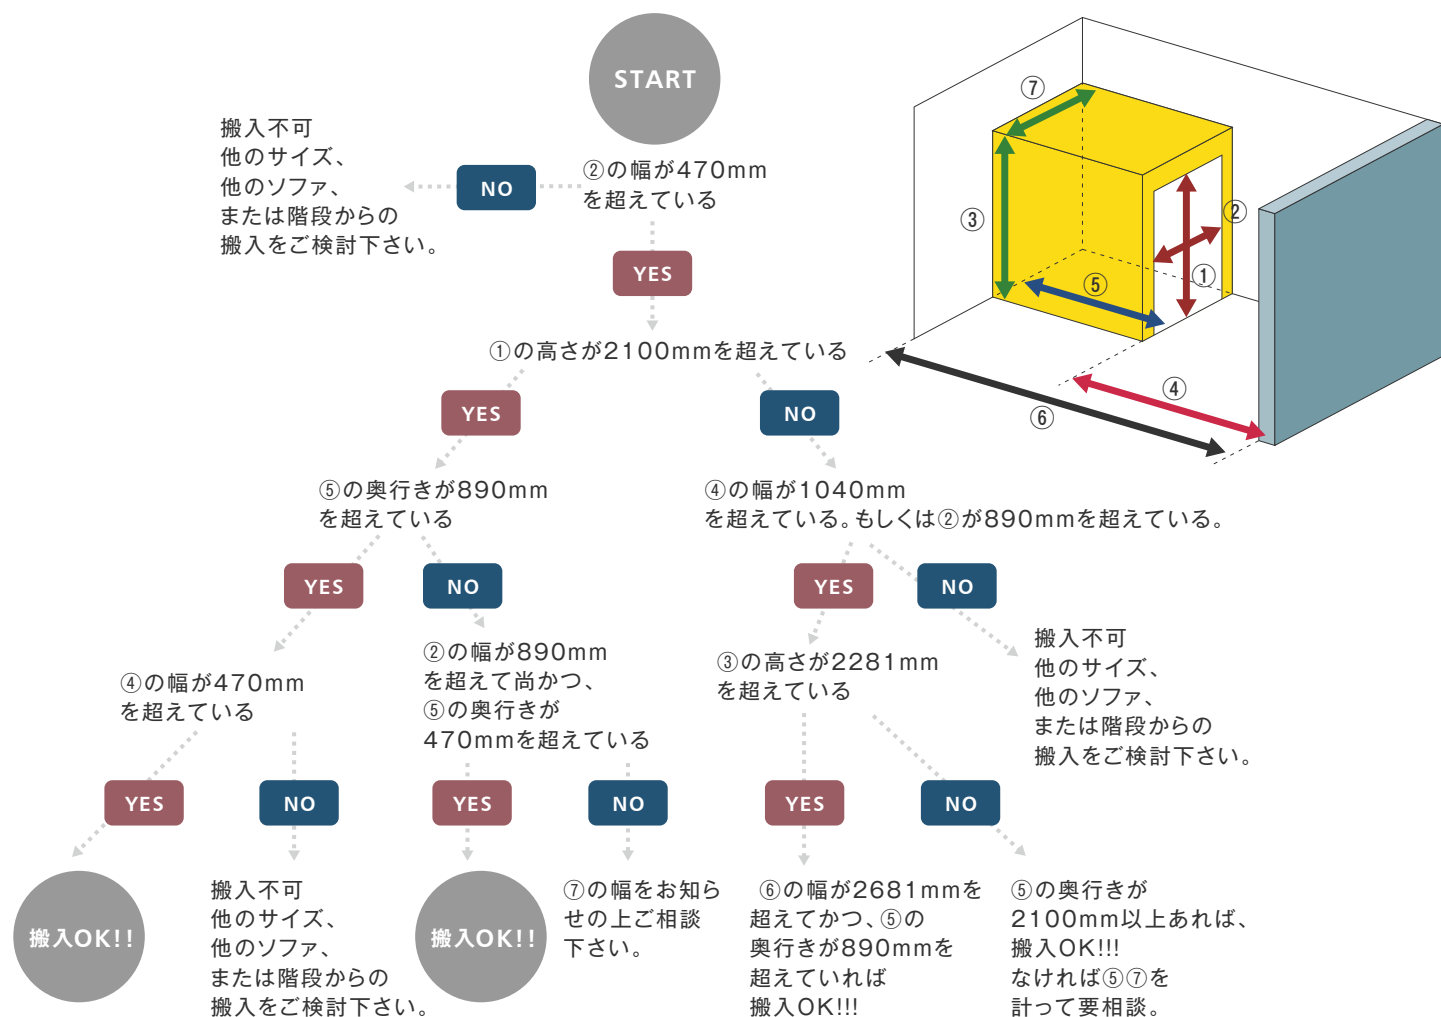 START
搬入不可
他のサイズ、
他のソファ、
または階段からの
搬入をご検討下さい。
NO
②の幅が470mm
を超えている
YES
①の高さが2100mmを超えている
YES
NO
⑤の奥行きが890mm
を超えている
④の幅が1040mm
を超えている。もしくは②が890mmを超えている。
YES
NO
YES
NO
④の幅が470mm
を超えている
②の幅が890mm
を超えて尚かつ、
⑤の奥行きが
470mmを超えている
③の高さが2281mm
を超えている
搬入不可
他のサイズ、
他のソファ、
または階段からの
搬入をご検討下さい。
YES
NO
YES
NO
YES
NO
搬入OK!!
搬入不可
他のサイズ、
他のソファ、
または階段からの
搬入をご検討下さい。
搬入OK!!
⑦の幅をお知ら
せの上ご相談
下さい。
⑥の幅が2681mmを
超えてかつ、⑤の
奥行きが890mmを
超えていれば
搬入OK!!!
⑤の奥行きが
2100mm以上あれば、
搬入OK!!!
なければ⑤⑦を
計って要相談。
⑦
③
②
①
⑤
④
⑥